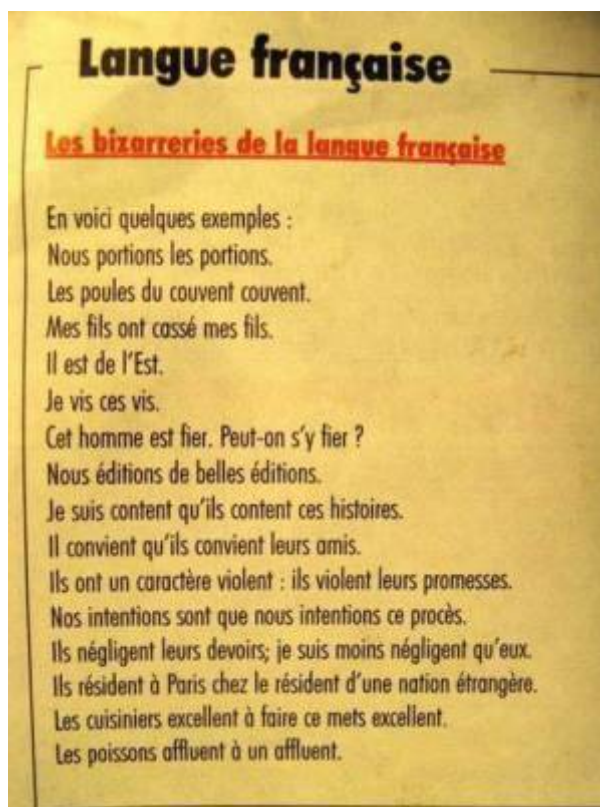 Langue française
Les bizarreries de la langue française
En voici quelques exemples :
Nous portions les portions.
Les poules du couvent couvent.
Mes fils ont cassé mes fils.
Il est de l'Est.
Je vis ces vis.
Cet homme est fier. Peut-on s'y fier ?
Nous éditions de belles éditions.
Je suis content qu'ils content ces histoires.
Il convient qu'ils convient leurs amis.
Ils ont un caractère violent : ils violent leurs promesses.
Nos intentions sont que nous intentions ce procès.
Ils négligent leurs devoirs; je suis moins négligent qu'eux.
Ils résident à Paris chez le résident d'une nation étrangère.
Les cuisiniers excellent à faire ce mets excellent.
Les poissons affluent à un affluent.